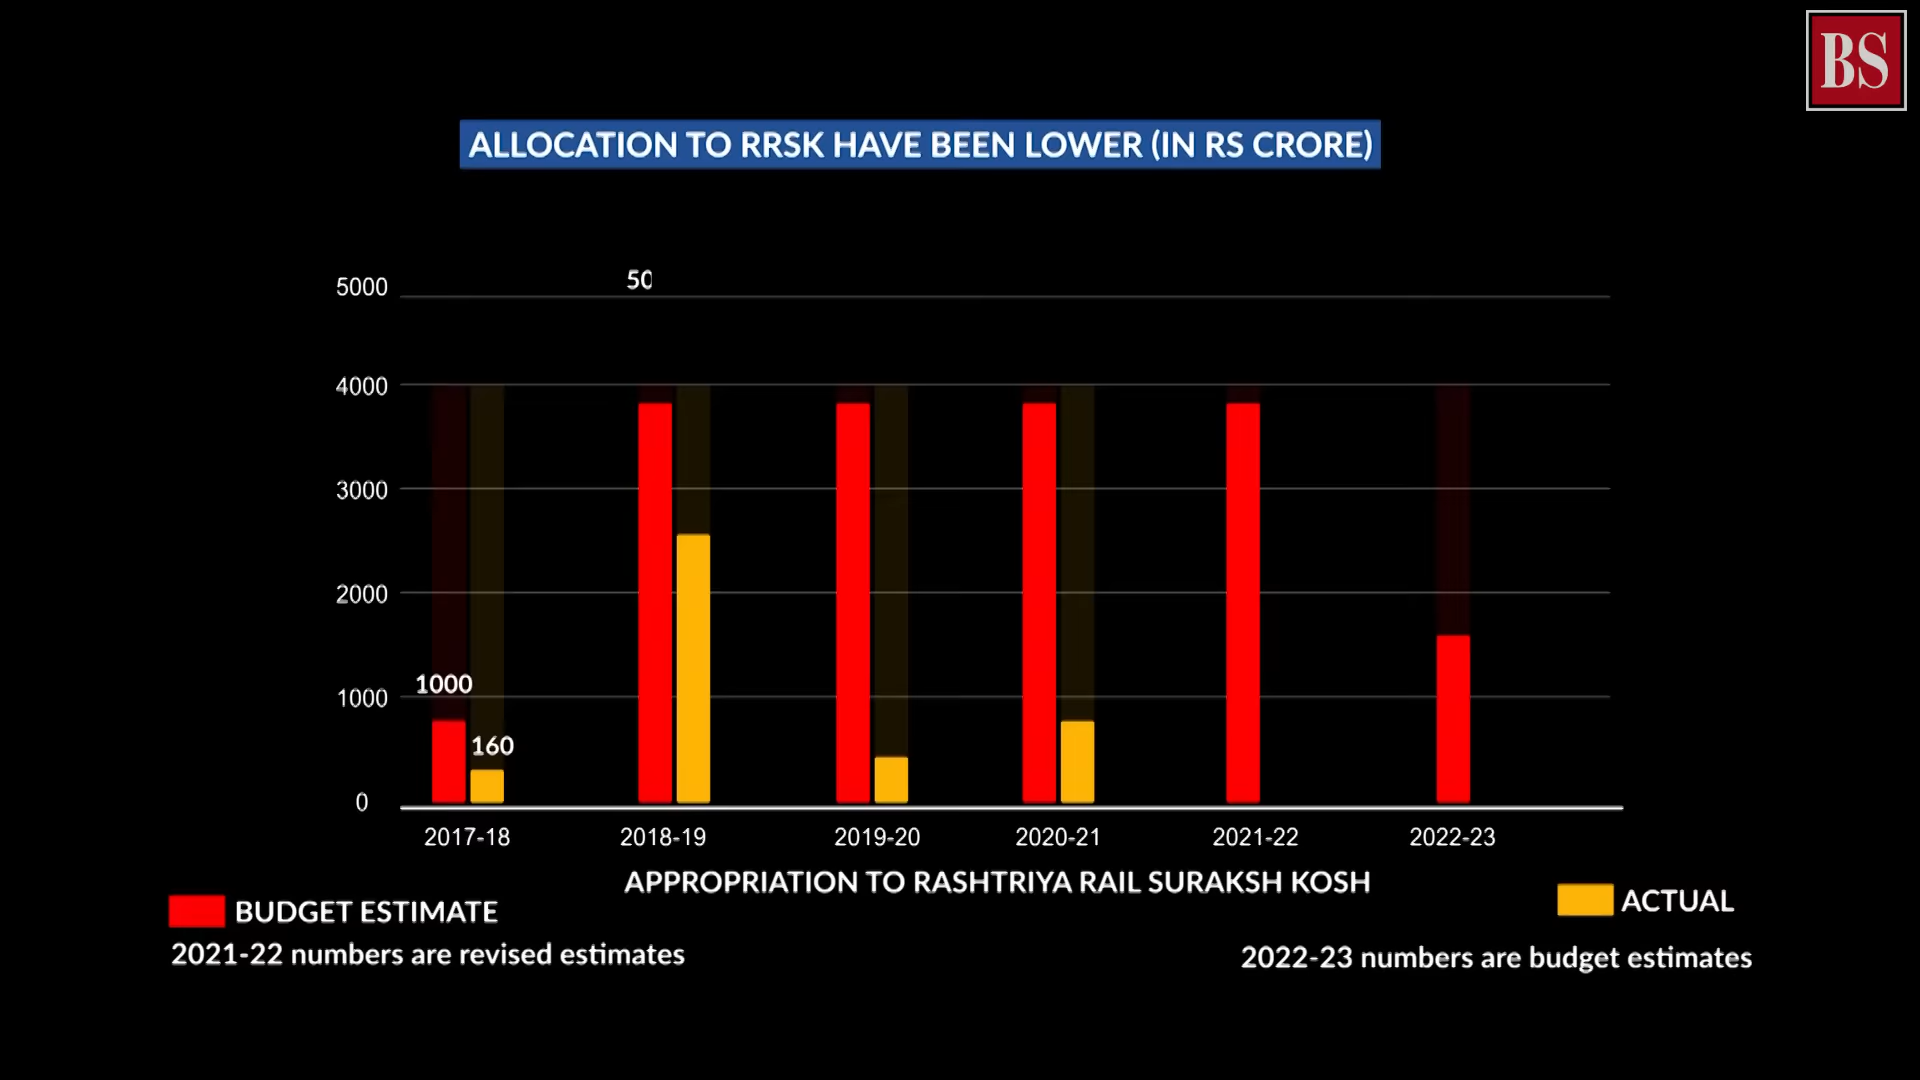 BS
ALLOCATION TO RRSK HAVE BEEN LOWER (IN RS CRORE)
50
5000
4000
3000
2000
1000
1000
160
0
2017-18 2018-19 2019-20 2020-21 2021-22 2022-23
APPROPRIATION TO RASHTRIYA RAIL SURAKSH KOSH
BUDGET ESTIMATE
ACTUAL
2021-22 numbers are revised estimates
2022-23 numbers are budget estimates